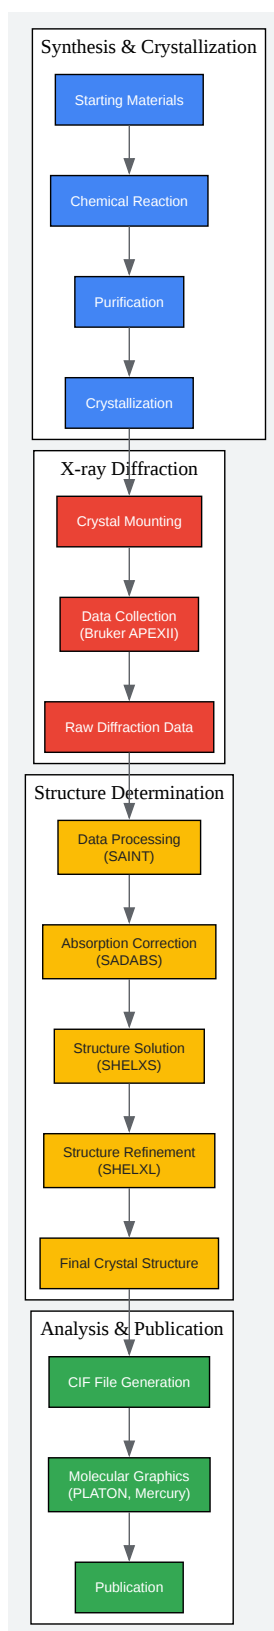 Synthesis & Crystallization
Starting Materials
Chemical Reaction
Purification
Crystallization
X-ray Diffraction
Crystal Mounting
Data Collection
(Bruker APEXII)
Raw Diffraction Data
Structure Determination
Data Processing
(SAINT)
Absorption Correction
(SADABS)
Structure Solution
(SHELXS)
Structure Refinement
(SHELXL)
Final Crystal Structure
Analysis & Publication
CIF File Generation
Molecular Graphics
(PLATON, Mercury)
Publication